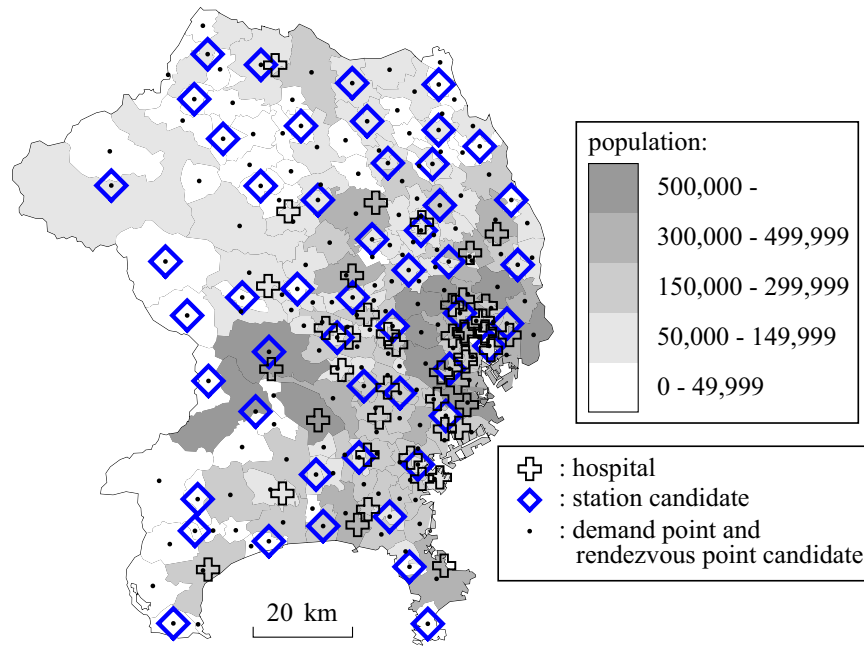 population:
500,000 -
300,000 - 499,999
150,000 - 299,999
50,000 - 149,999
0 - 49,999
: hospital
: station candidate
: demand point and
rendezvous point candidate
20 km